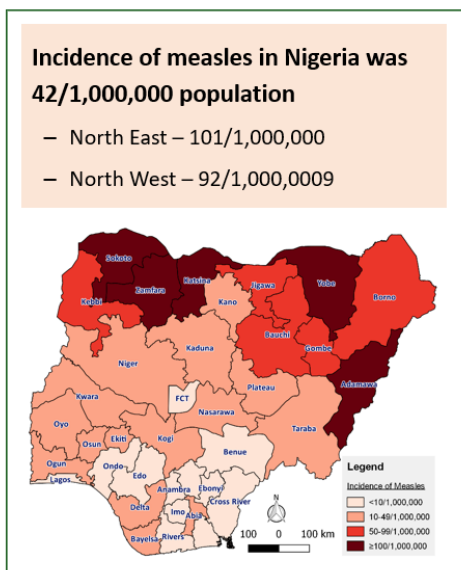 Incidence of measles in Nigeria was
42/1,000,000 population
– North East – 101/1,000,000
– North West – 92/1,000,0009
Sokoto
Katsina
Zamfara
Kebbi
Jigawa
Yobe
Borno
Kano
Bauchi
Gombe
Kaduna
Niger
Adamawa
Plateau
FCT
Kwara
Nasarawa
Taraba
Oyo
Ekiti
Kogi
Osun
Benue
Ogun
Ondo
Edo
Lagos
Anambra
Ebonyi
Cross River
Delta
Imo
Abia
Bayelsa
Rivers
N
100 0 100 km
Legend
Incidence of Measles
<10/1,000,000
10-49/1,000,000
50-99/1,000,000
≥100/1,000,000